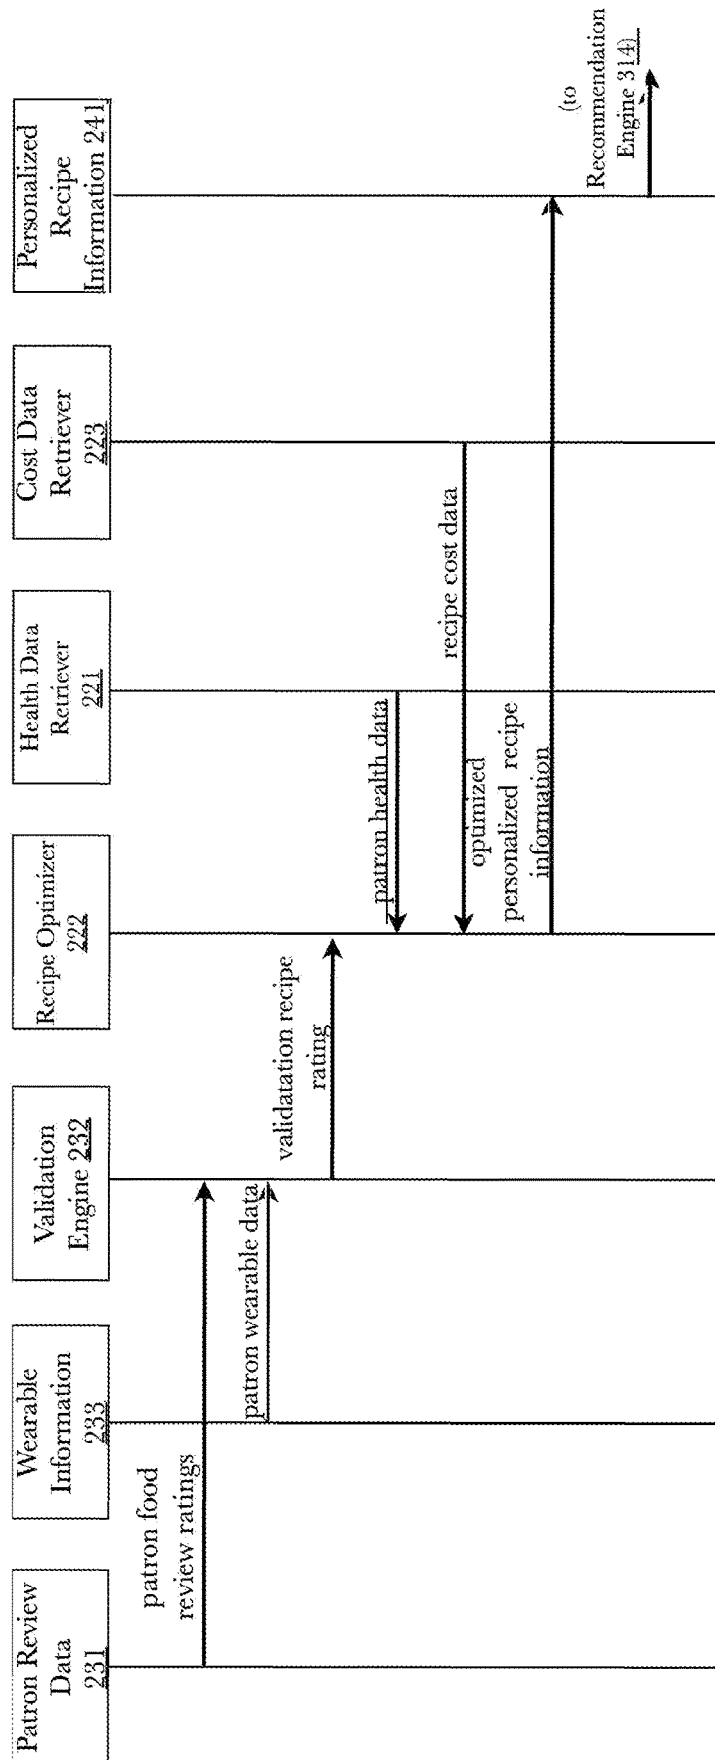 Patron Review
Data
231
Wearable
Information
233
Validation
Engine 232
Recipe Optimizer
222
Health Data
Retriever
221
Cost Data
Retriever
223
Personalized
Recipe
Information 241
patron food
review ratings
patron wearable data
validatation recipe
rating
patron health data
recipe cost data
optimized
personalized recipe
information
(to
Recommendation
Engine 314)